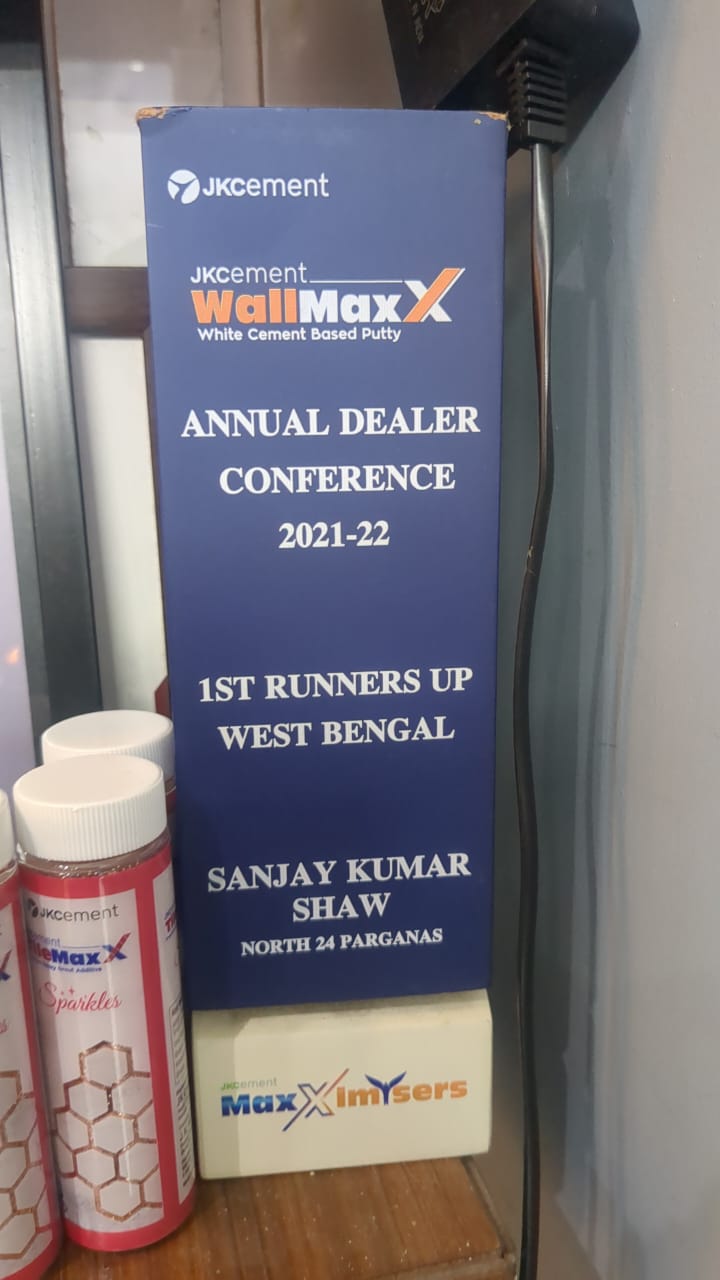 JKCement
JKCement
WallMaxX
White Cement Based Putty
ANNUAL DEALER
CONFERENCE
2021-22
1ST RUNNERS UP
WEST BENGAL
SANJAY KUMAR
SHAW
NORTH 24 PARGANAS
JKCement
MaxXImYsers
JKCement
MaxX
Sparkles